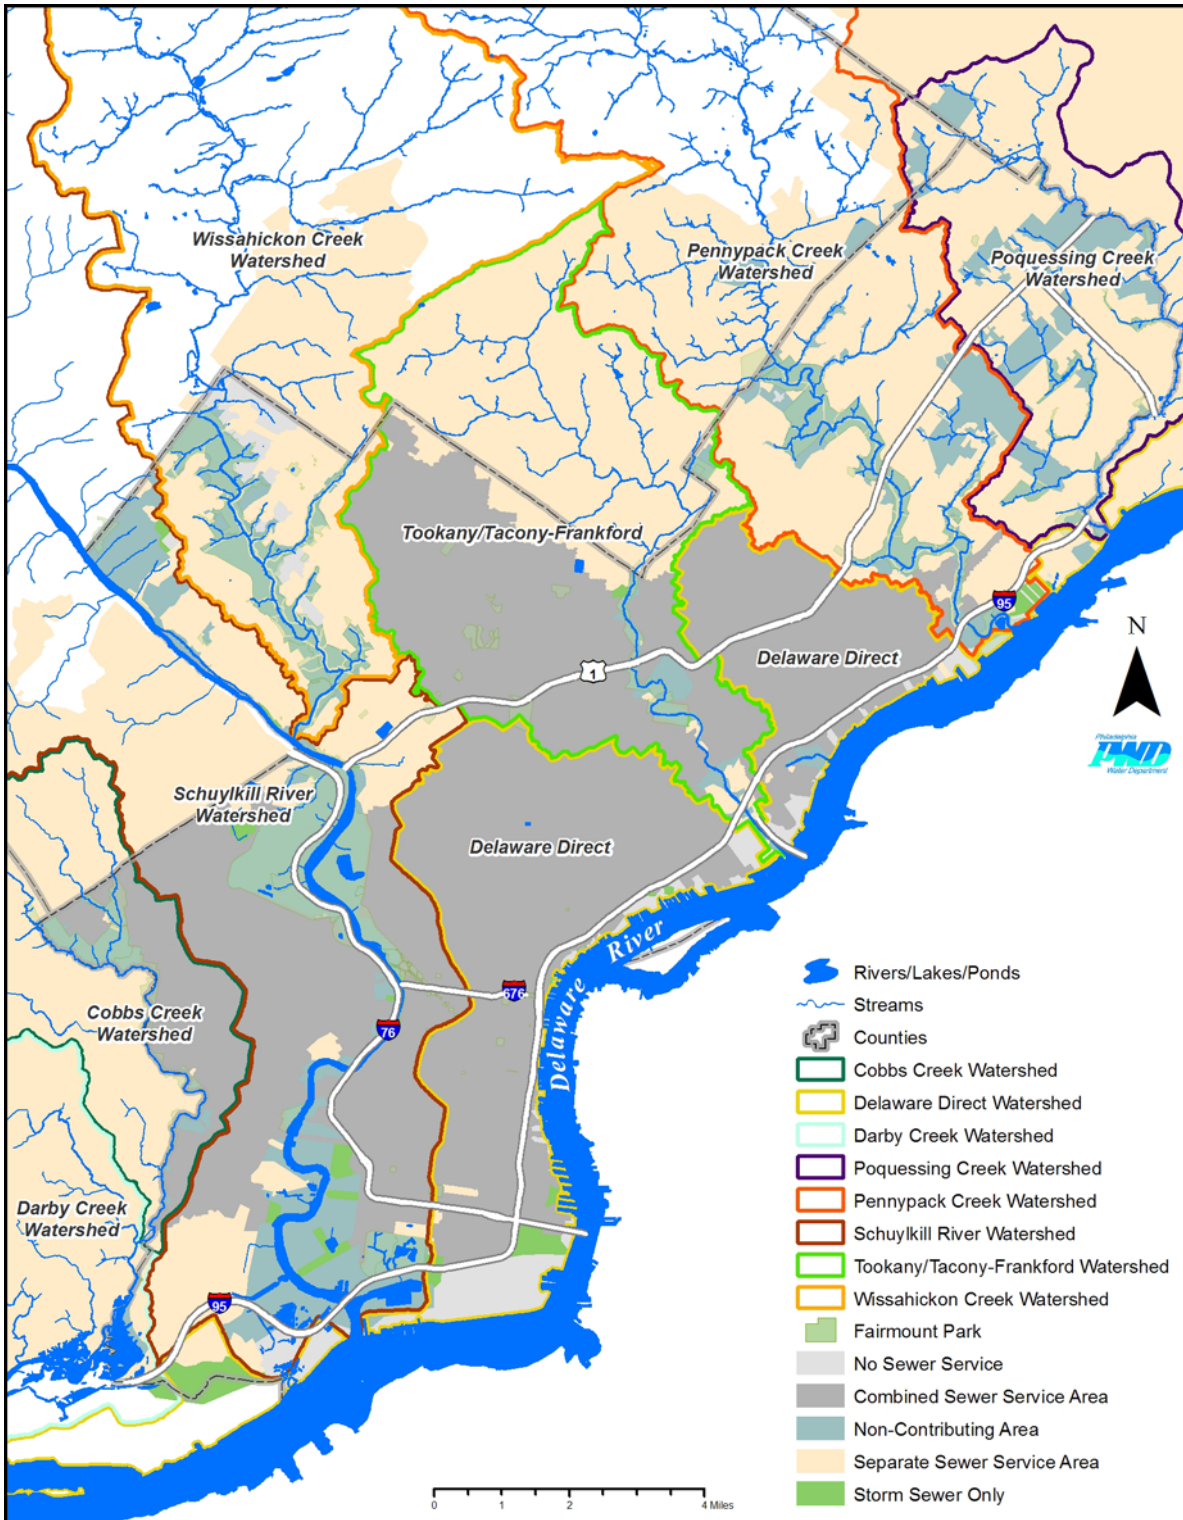 Wissahickon Creek
Watershed
Pennypack Creek
Watershed
Poquessing Creek
Watershed
Tookany/Tacony-Frankford
95
Delaware Direct
1
N
Philadelphia
PWD
Water Department
Schuylkill River
Watershed
Delaware Direct
Delaware River
676
Cobbs Creek
Watershed
76
Darby Creek
Watershed
95
Rivers/Lakes/Ponds
Streams
Counties
Cobbs Creek Watershed
Delaware Direct Watershed
Darby Creek Watershed
Poquessing Creek Watershed
Pennypack Creek Watershed
Schuylkill River Watershed
Tookany/Tacony-Frankford Watershed
Wissahickon Creek Watershed
Fairmount Park
No Sewer Service
Combined Sewer Service Area
Non-Contributing Area
Separate Sewer Service Area
Storm Sewer Only
0 1 2 4 Miles